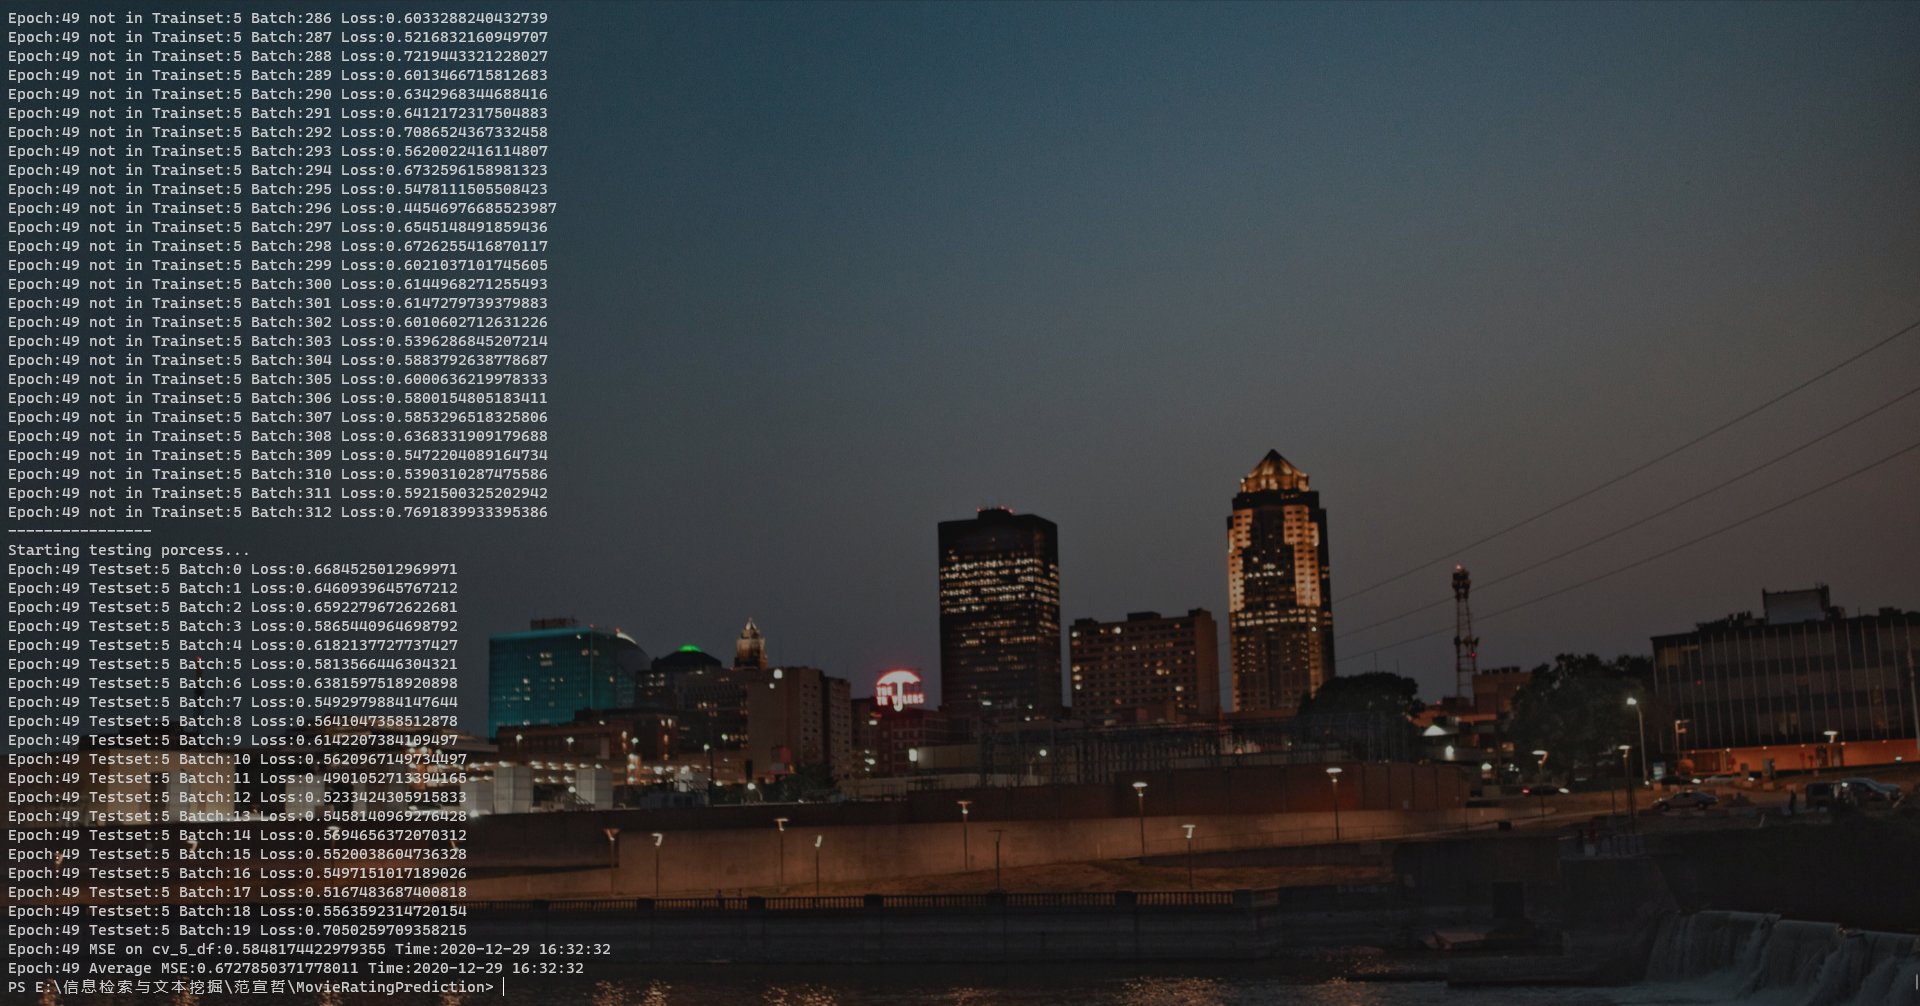 Epoch:49 not in Trainset:5 Batch:286 Loss:0.6033288240432739
Epoch:49 not in Trainset:5 Batch:287 Loss:0.5216832160949707
Epoch:49 not in Trainset:5 Batch:288 Loss:0.7219443321228027
Epoch:49 not in Trainset:5 Batch:289 Loss:0.6013466715812683
Epoch:49 not in Trainset:5 Batch:290 Loss:0.6342968344688416
Epoch:49 not in Trainset:5 Batch:291 Loss:0.6412172317504883
Epoch:49 not in Trainset:5 Batch:292 Loss:0.7086524367332458
Epoch:49 not in Trainset:5 Batch:293 Loss:0.5620022416114807
Epoch:49 not in Trainset:5 Batch:294 Loss:0.6732596158981323
Epoch:49 not in Trainset:5 Batch:295 Loss:0.5478111505508423
Epoch:49 not in Trainset:5 Batch:296 Loss:0.44546976685523987
Epoch:49 not in Trainset:5 Batch:297 Loss:0.6545148491859436
Epoch:49 not in Trainset:5 Batch:298 Loss:0.6726255416870117
Epoch:49 not in Trainset:5 Batch:299 Loss:0.6021037101745605
Epoch:49 not in Trainset:5 Batch:300 Loss:0.6144968271255493
Epoch:49 not in Trainset:5 Batch:301 Loss:0.6147279739379883
Epoch:49 not in Trainset:5 Batch:302 Loss:0.6010602712631226
Epoch:49 not in Trainset:5 Batch:303 Loss:0.5396286845207214
Epoch:49 not in Trainset:5 Batch:304 Loss:0.5883792638778687
Epoch:49 not in Trainset:5 Batch:305 Loss:0.6000636219978333
Epoch:49 not in Trainset:5 Batch:306 Loss:0.5800154805183411
Epoch:49 not in Trainset:5 Batch:307 Loss:0.5853296518325806
Epoch:49 not in Trainset:5 Batch:308 Loss:0.6368331909179688
Epoch:49 not in Trainset:5 Batch:309 Loss:0.5472204089164734
Epoch:49 not in Trainset:5 Batch:310 Loss:0.5390310287475586
Epoch:49 not in Trainset:5 Batch:311 Loss:0.5921500325202942
Epoch:49 not in Trainset:5 Batch:312 Loss:0.7691839933395386
----------------
Starting testing porcess...
Epoch:49 Testset:5 Batch:0 Loss:0.6684525012969971
Epoch:49 Testset:5 Batch:1 Loss:0.6460939645767212
Epoch:49 Testset:5 Batch:2 Loss:0.6592279672622681
Epoch:49 Testset:5 Batch:3 Loss:0.5865440964698792
Epoch:49 Testset:5 Batch:4 Loss:0.6182137727737427
Epoch:49 Testset:5 Batch:5 Loss:0.5813566446304321
Epoch:49 Testset:5 Batch:6 Loss:0.6381597518920898
Epoch:49 Testset:5 Batch:7 Loss:0.5492979884147644
Epoch:49 Testset:5 Batch:8 Loss:0.5641047358512878
Epoch:49 Testset:5 Batch:9 Loss:0.6142207384109497
Epoch:49 Testset:5 Batch:10 Loss:0.5620967149734497
Epoch:49 Testset:5 Batch:11 Loss:0.4901052713394165
Epoch:49 Testset:5 Batch:12 Loss:0.5233424305915833
Epoch:49 Testset:5 Batch:13 Loss:0.5458140969276428
Epoch:49 Testset:5 Batch:14 Loss:0.5694656372070312
Epoch:49 Testset:5 Batch:15 Loss:0.5520038604736328
Epoch:49 Testset:5 Batch:16 Loss:0.5497151017189026
Epoch:49 Testset:5 Batch:17 Loss:0.5167483687400818
Epoch:49 Testset:5 Batch:18 Loss:0.5563592314720154
Epoch:49 Testset:5 Batch:19 Loss:0.7050259709358215
Epoch:49 MSE on cv_5_df:0.5848174422979355 Time:2020-12-29 16:32:32
Epoch:49 Average MSE:0.6727850371778011 Time:2020-12-29 16:32:32
PS E:\信息检索与文本挖掘\范宣哲\MovieRatingPrediction>